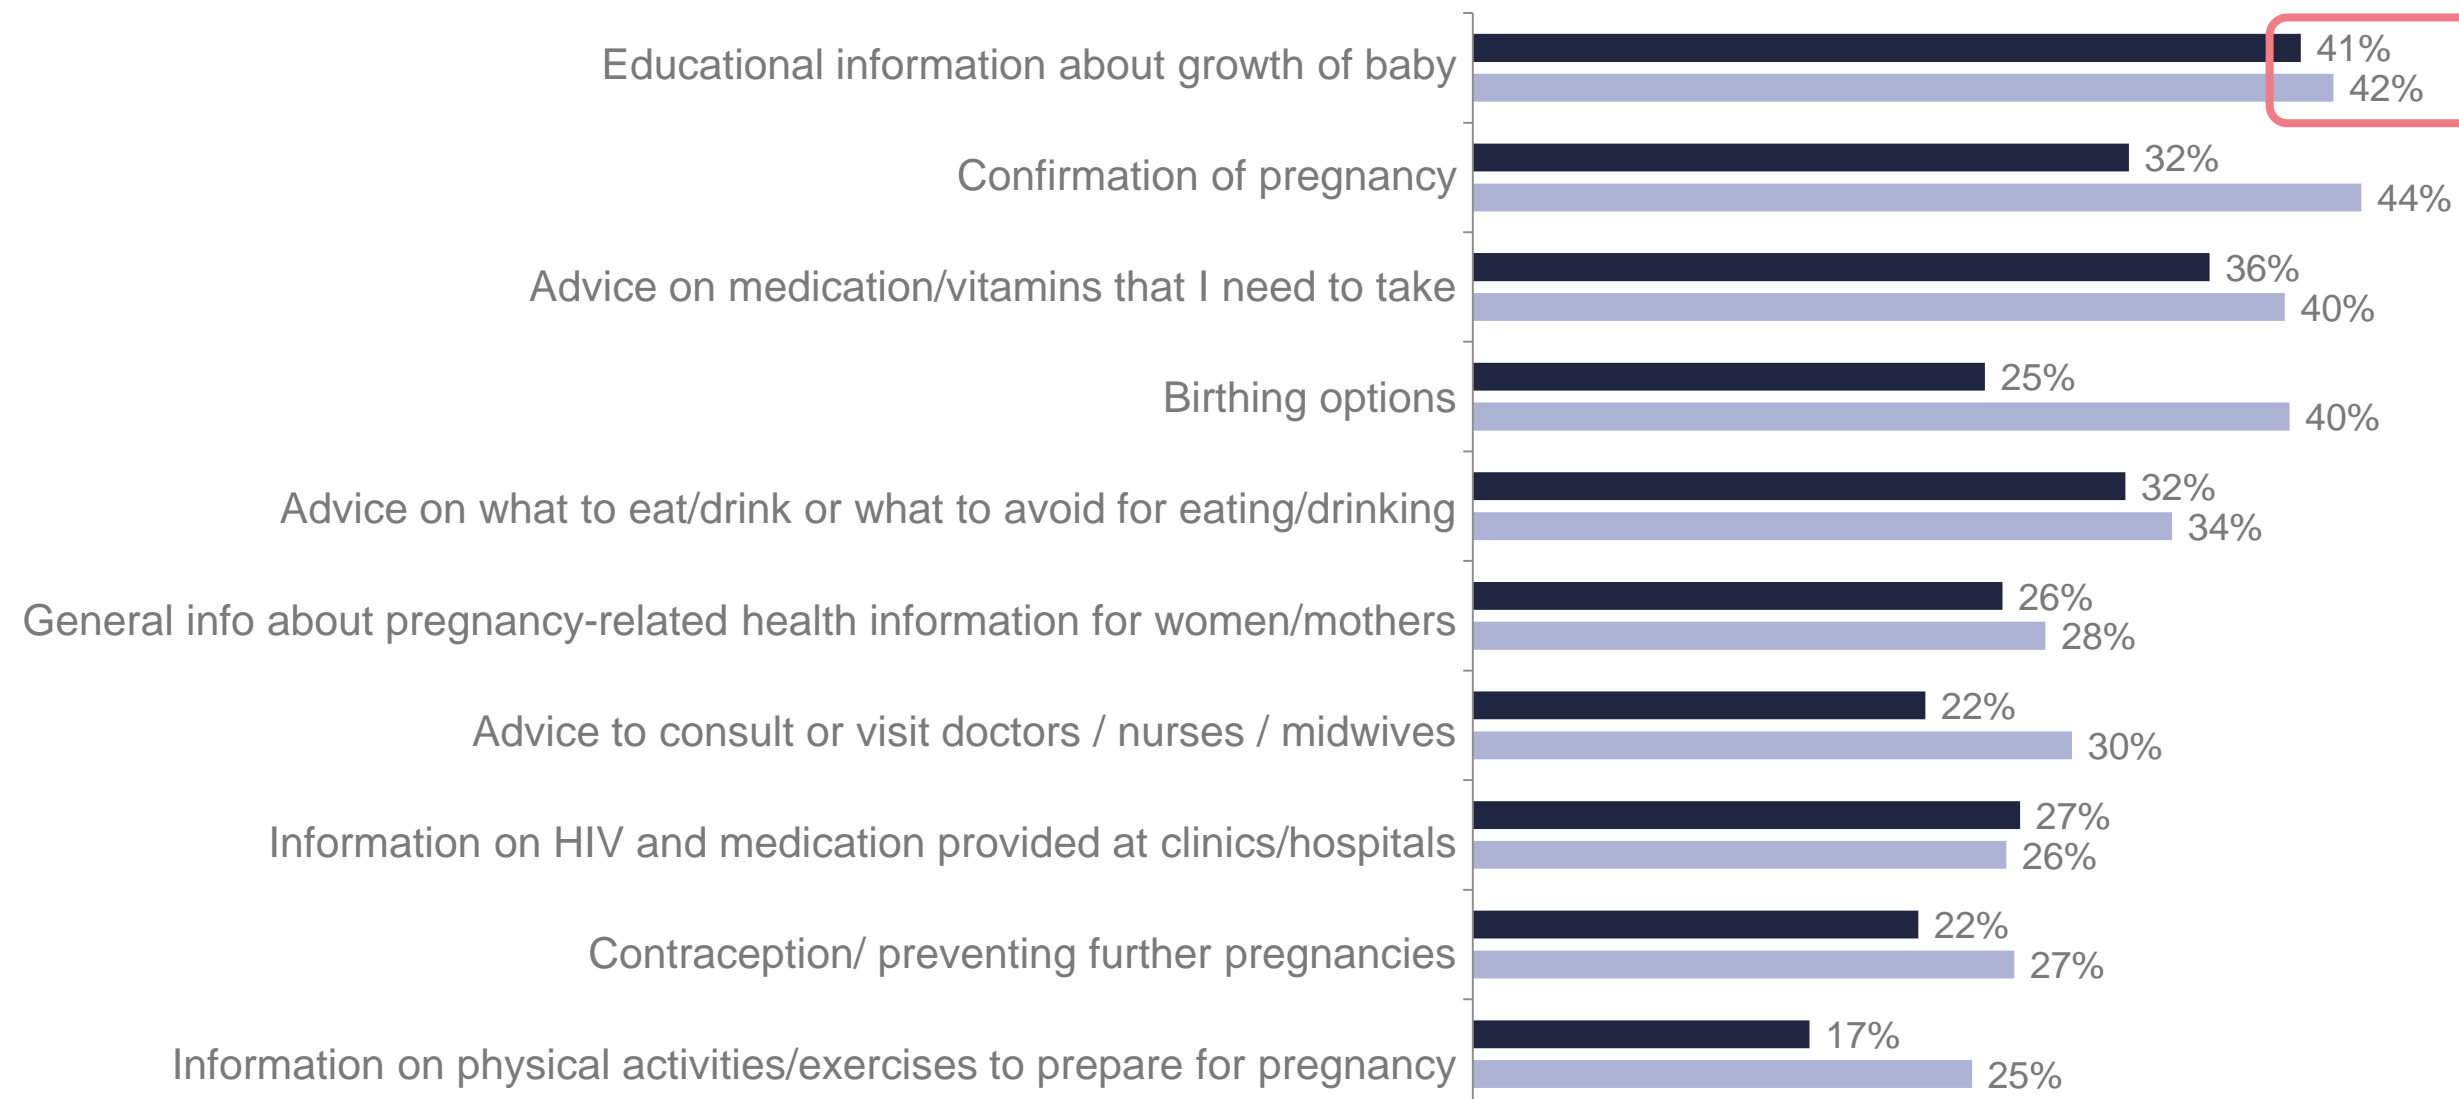 Educational information about growth of baby
41%
42%
Confirmation of pregnancy
32%
44%
Advice on medication/vitamins that I need to take
36%
40%
Birthing options
25%
40%
Advice on what to eat/drink or what to avoid for eating/drinking
32%
34%
General info about pregnancy-related health information for women/mothers
26%
28%
Advice to consult or visit doctors / nurses / midwives
22%
30%
Information on HIV and medication provided at clinics/hospitals
27%
26%
Contraception/ preventing further pregnancies
22%
27%
Information on physical activities/exercises to prepare for pregnancy
17%
25%